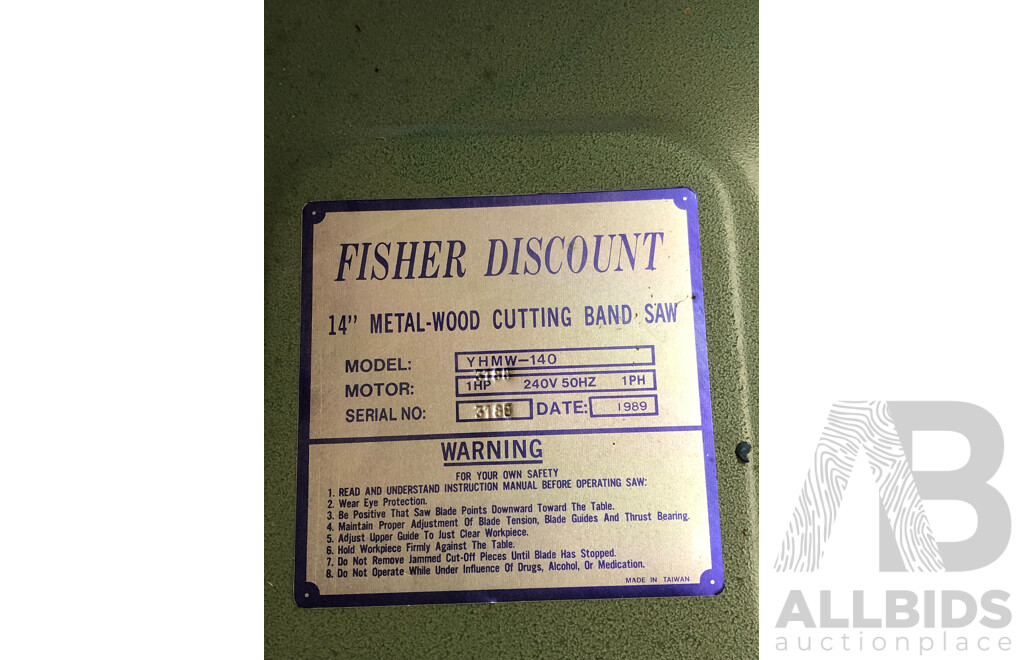 FISHER DISCOUNT
14" METAL-WOOD CUTTING BAND SAW
MODEL: YHMW-140
MOTOR: 1HP 240V 50HZ 1PH
SERIAL NO: DATE: 1989
WARNING
FOR YOUR OWN SAFETY
1. READ AND UNDERSTAND INSTRUCTION MANUAL BEFORE OPERATING SAW:
2. Wear Eye Protection.
3. Be Positive That Saw Blade Points Downward Toward The Table.
4. Maintain Proper Adjustment Of Blade Tension, Blade Guides And Thrust Bearing.
5. Adjust Upper Guide To Just Clear Workpiece.
6. Hold Workpiece Firmly Against The Table.
7. Do Not Remove Jammed Cut-Off Pieces Until Blade Has Stopped.
8. Do Not Operate While Under Influence Of Drugs, Alcohol, Or Medication.
MADE IN TAIWAN
AB
ALLBIDS
auctionplace